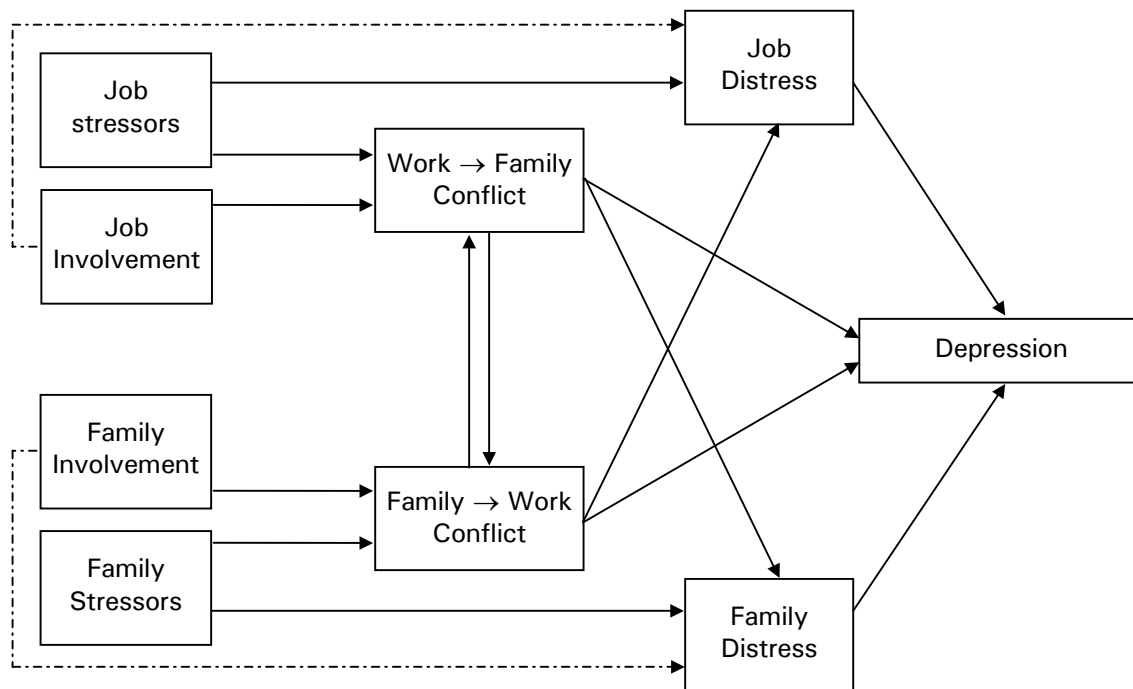 Job
Distress
Job
stressors
Work → Family
Conflict
Job
Involvement
Depression
Family
Involvement
Family → Work
Conflict
Family
Stressors
Family
Distress